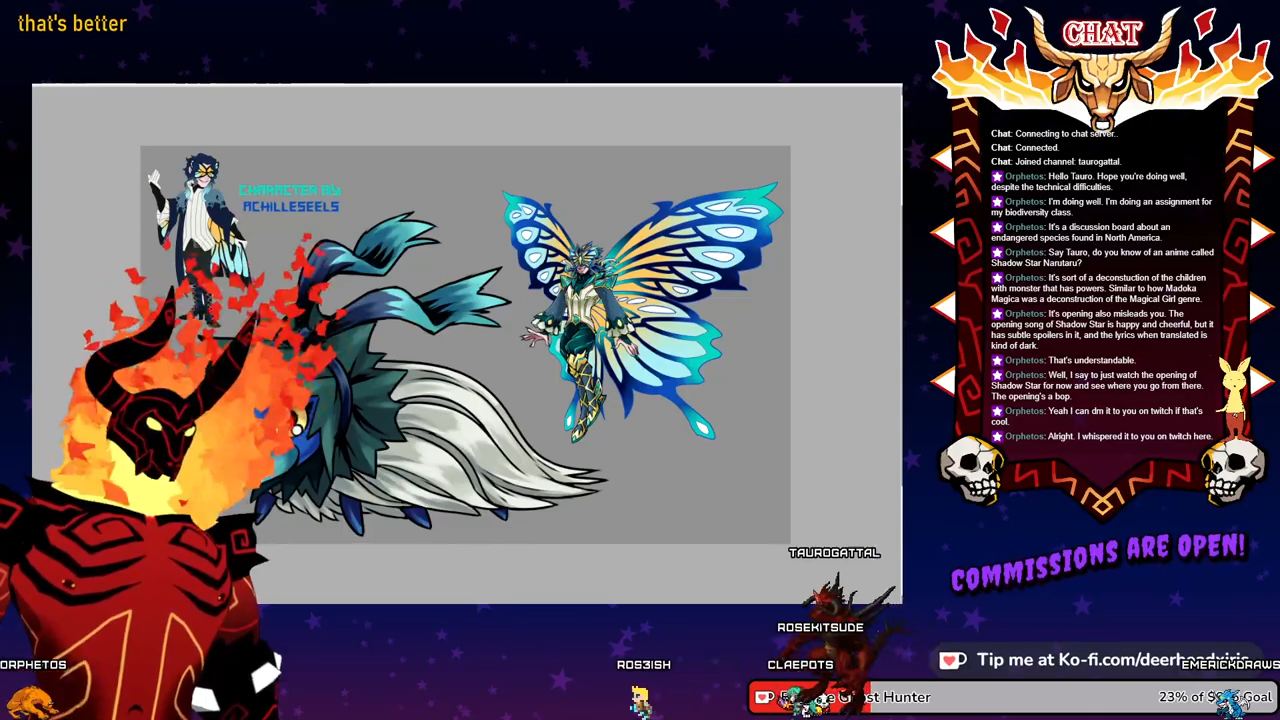 that's better
CHAT
CHARACTER BY
ACHILLESEELS
Chat: Connecting to chat server..
Chat: Connected.
Chat: Joined channel: taurogattal.
Orphetos: Hello Tauro. Hope you're doing well,
despite the technical difficulties.
Orphetos: I'm doing well. I'm doing an assignment for
my biodiversity class.
Orphetos: It's a discussion board about an
endangered species found in North America.
Orphetos: Say Tauro, do you know of an anime called
Shadow Star Narutaru?
Orphetos: It's sort of a deconstuction of the children
with monster that has powers. Similar to how Madoka
Magica was a deconstruction of the Magical Girl genre.
Orphetos: It's opening also misleads you. The
opening song of Shadow Star is happy and cheerful, but it
has subtle spoilers in it, and the lyrics when translated is
kind of dark.
Orphetos: That's understandable.
Orphetos: Well, I say to just watch the opening of
Shadow Star for now and see where you go from there.
The opening's a bop.
Orphetos: Yeah I can dm it to you on twitch if that's
cool.
Orphetos: Alright. I whispered it to you on twitch here.
COMMISSIONS ARE OPEN!
TAUROGATTAL
ROSEKITSUDE
ORPHETOS
ROS3ISH
CLAEPOTS
EMERICKDRAWS
Tip me at Ko-fi.com/deerheadxiris
Hunter
23% of Goal